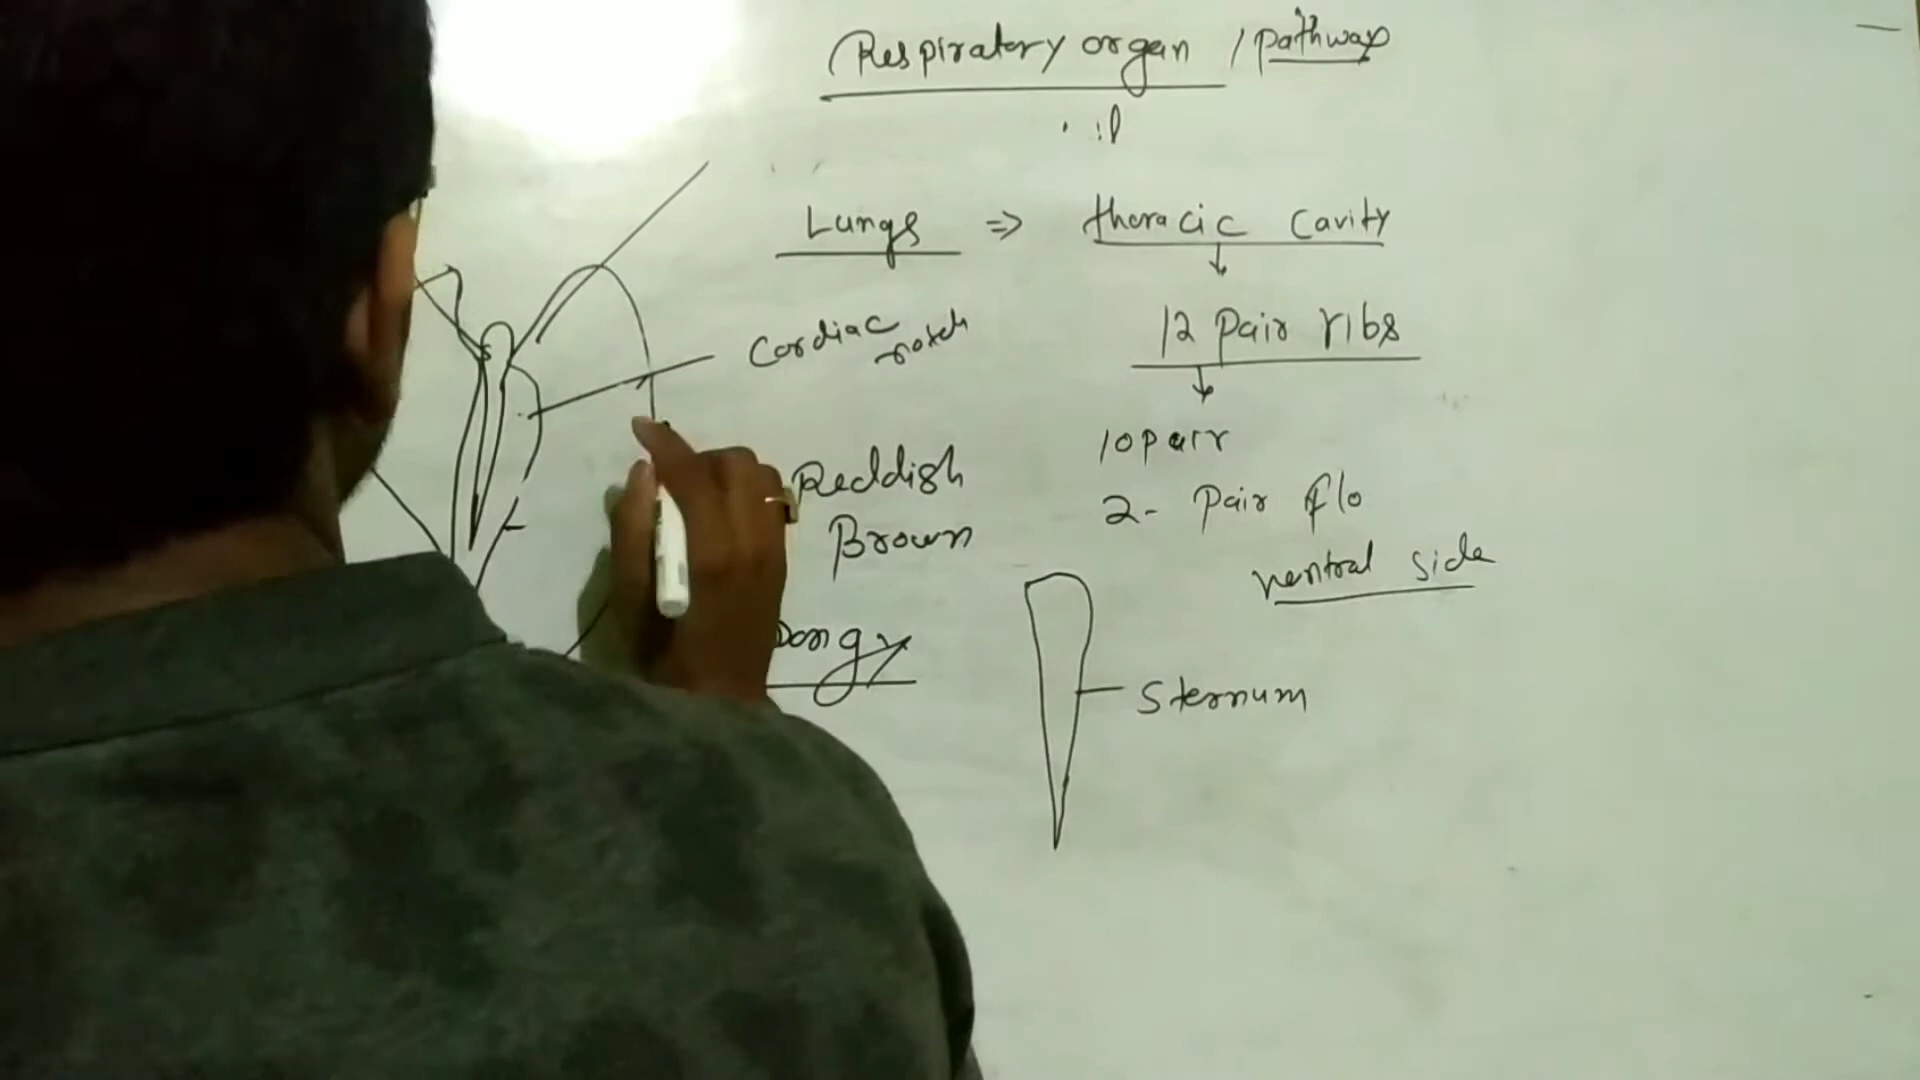 Respiratory organ / pathway
Lungs ⇒ thoracic cavity
↓
12 pair ribs
↓
Cardiac notch
10 pair
2- pair flo
Reddish
Brown
ventral side
Sternum